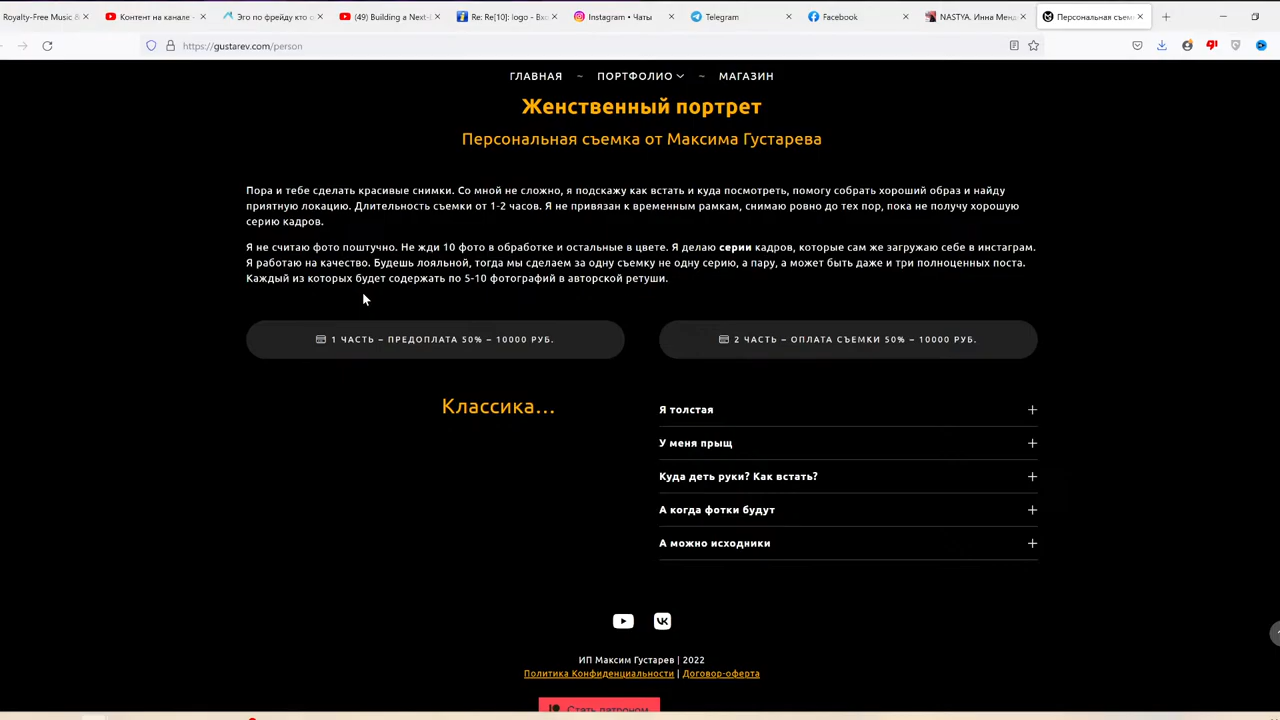 Royalty-Free Music &
Контент на канале -
Эго по фрейду кто
(49) Building a Next-
Re: Re[10]: logo - Вхо
Instagram • Чаты
Telegram
Facebook
NASTYA. Инна Менд
Персональная съем
https://gustarev.com/person
ГЛАВНАЯ ~ ПОРТФОЛИО ~ МАГАЗИН
Женственный портрет
Персональная съемка от Максима Густарева
Пора и тебе сделать красивые снимки. Со мной не сложно, я подскажу как встать и куда посмотреть, помогу собрать хороший образ и найду
приятную локацию. Длительность съемки от 1-2 часов. Я не привязан к временным рамкам, снимаю ровно до тех пор, пока не получу хорошую
серию кадров.
Я не считаю фото поштучно. Не жди 10 фото в обработке и остальные в цвете. Я делаю серии кадров, которые сам же загружаю себе в инстаграм.
Я работаю на качество. Будешь лояльной, тогда мы сделаем за одну съемку не одну серию, а пару, а может быть даже и три полноценных поста.
Каждый из которых будет содержать по 5-10 фотографий в авторской ретуши.
1 ЧАСТЬ – ПРЕДОПЛАТА 50% – 10000 РУБ.
2 ЧАСТЬ – ОПЛАТА СЪЕМКИ 50% – 10000 РУБ.
Классика...
Я толстая
У меня прыщ
Куда деть руки? Как встать?
А когда фотки будут
А можно исходники
ИП Максим Густарев | 2022
Политика Конфиденциальности | Договор-оферта
Стать патроном